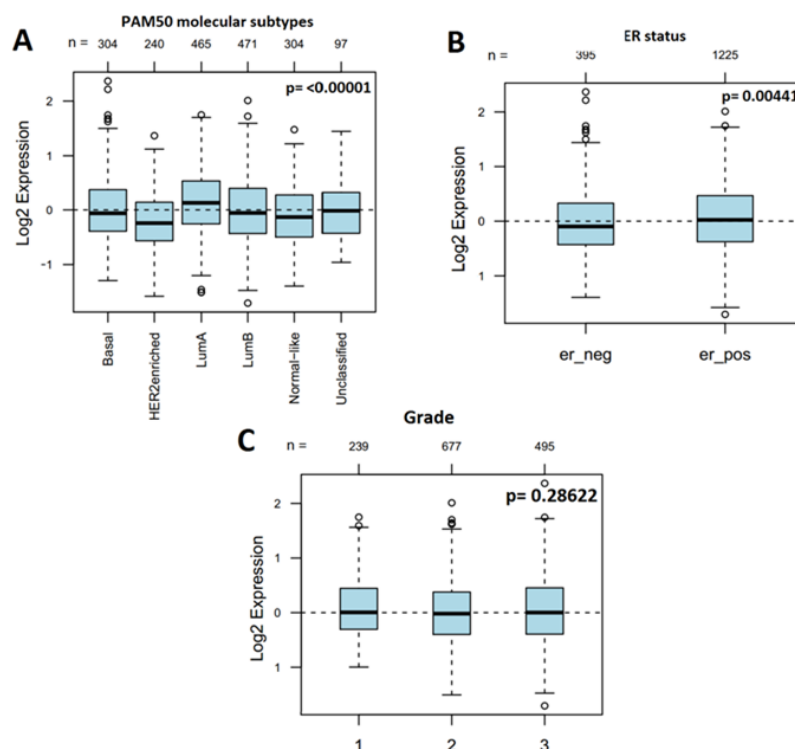 A
PAM50 molecular subtypes
n = 304 240 465 471 304 97
p= <0.00001
Log2 Expression
2
1
0
−1
Basal
HER2enriched
LumA
LumB
Normal−like
Unclassified
B
ER status
n = 395 1225
p= 0.00441
Log2 Expression
2
1
0
1
er_neg er_pos
C
Grade
n = 239 677 495
p= 0.28622
Log2 Expression
2
1
0
1
1 2 3